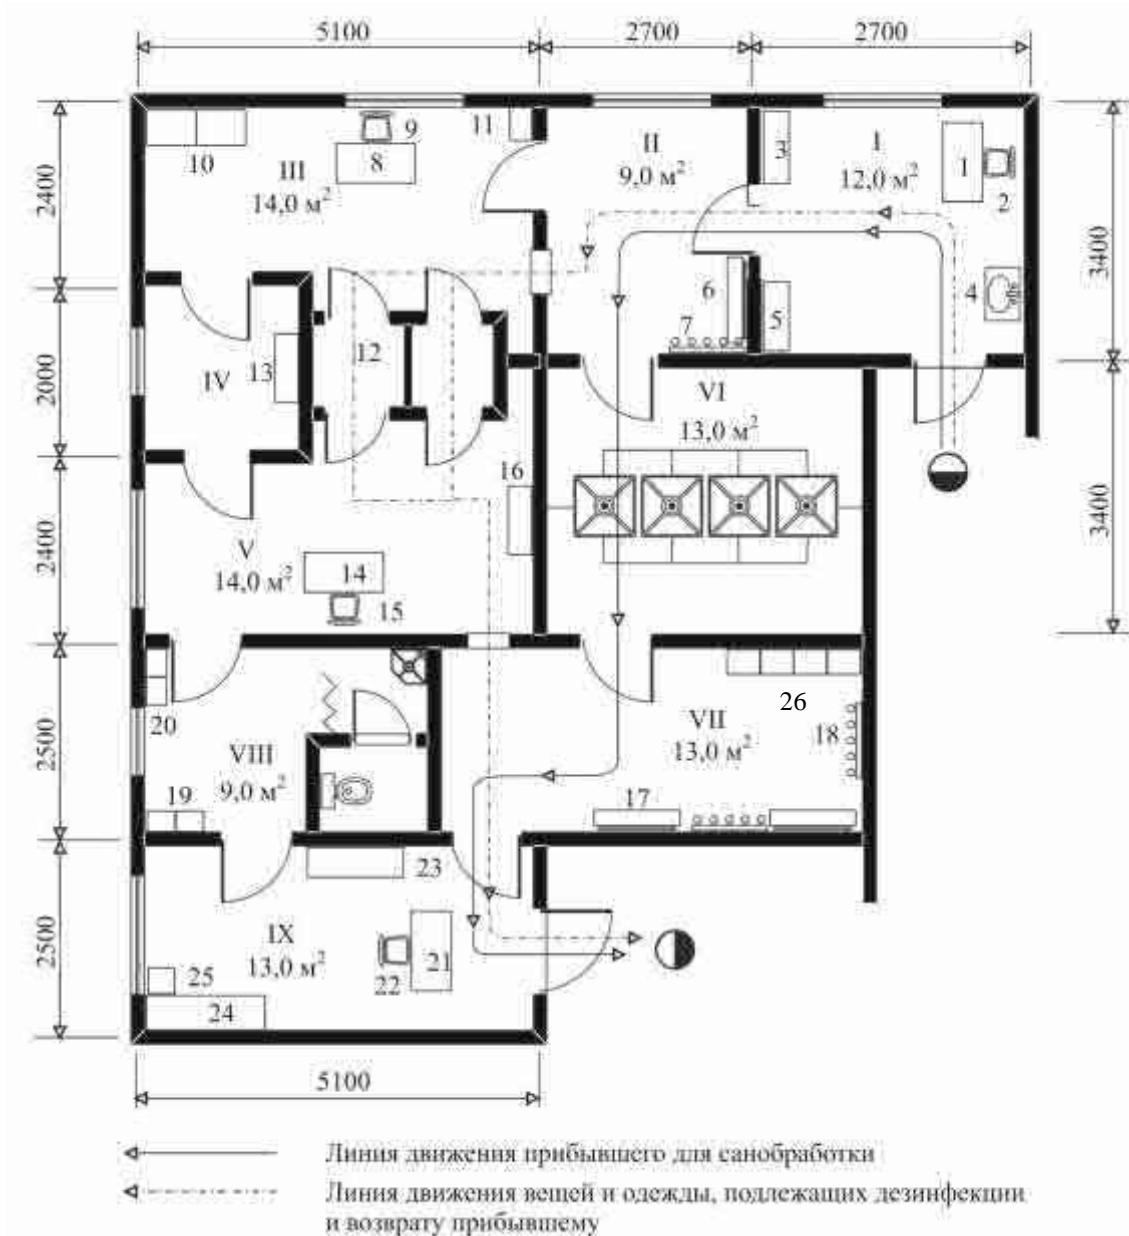 5100 2700 2700
11 II 3 I 1
10 III 9 8 9,0 м² 12,0 м² 2
14,0 м²
2400 3400
6 4
7 5
IV 13 12 VI
2000 13,0 м²
16
V 14 3400
2400 14,0 м² 15
26
20 VIII VII 18
2500 9,0 м² 13,0 м²
19 17
23
IX 21
2500 13,0 м² 22
25
24
5100
Линия движения прибывшего для санобработки
Линия движения вещей и одежды, подлежащих дезинфекции
и возврату прибывшему